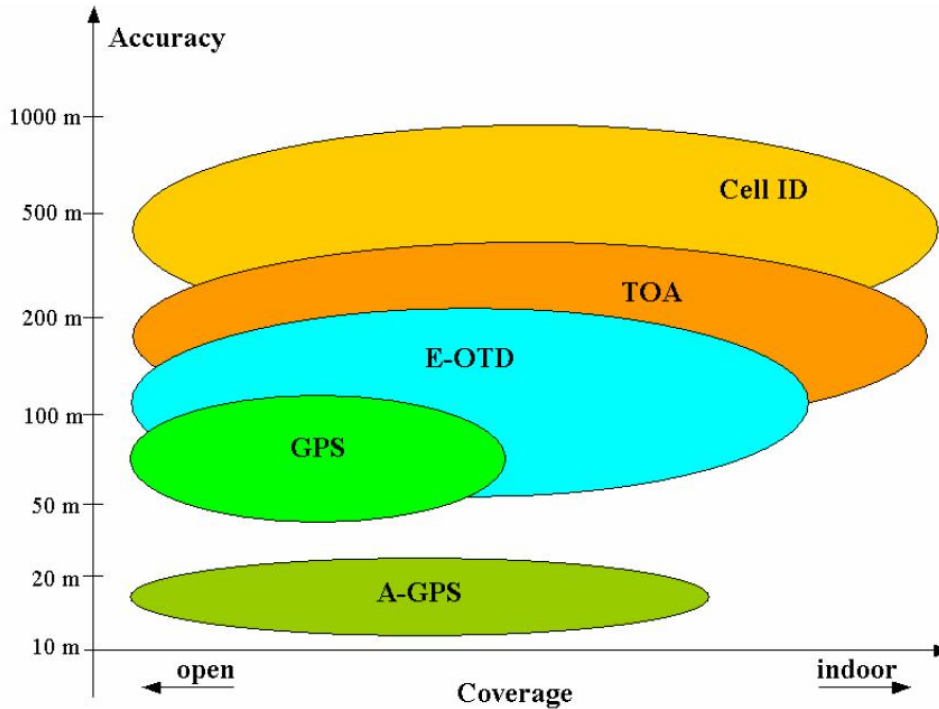 Accuracy
1000 m
Cell ID
500 m
TOA
200 m
E-OTD
100 m
GPS
50 m
20 m
A-GPS
10 m
open
indoor
Coverage